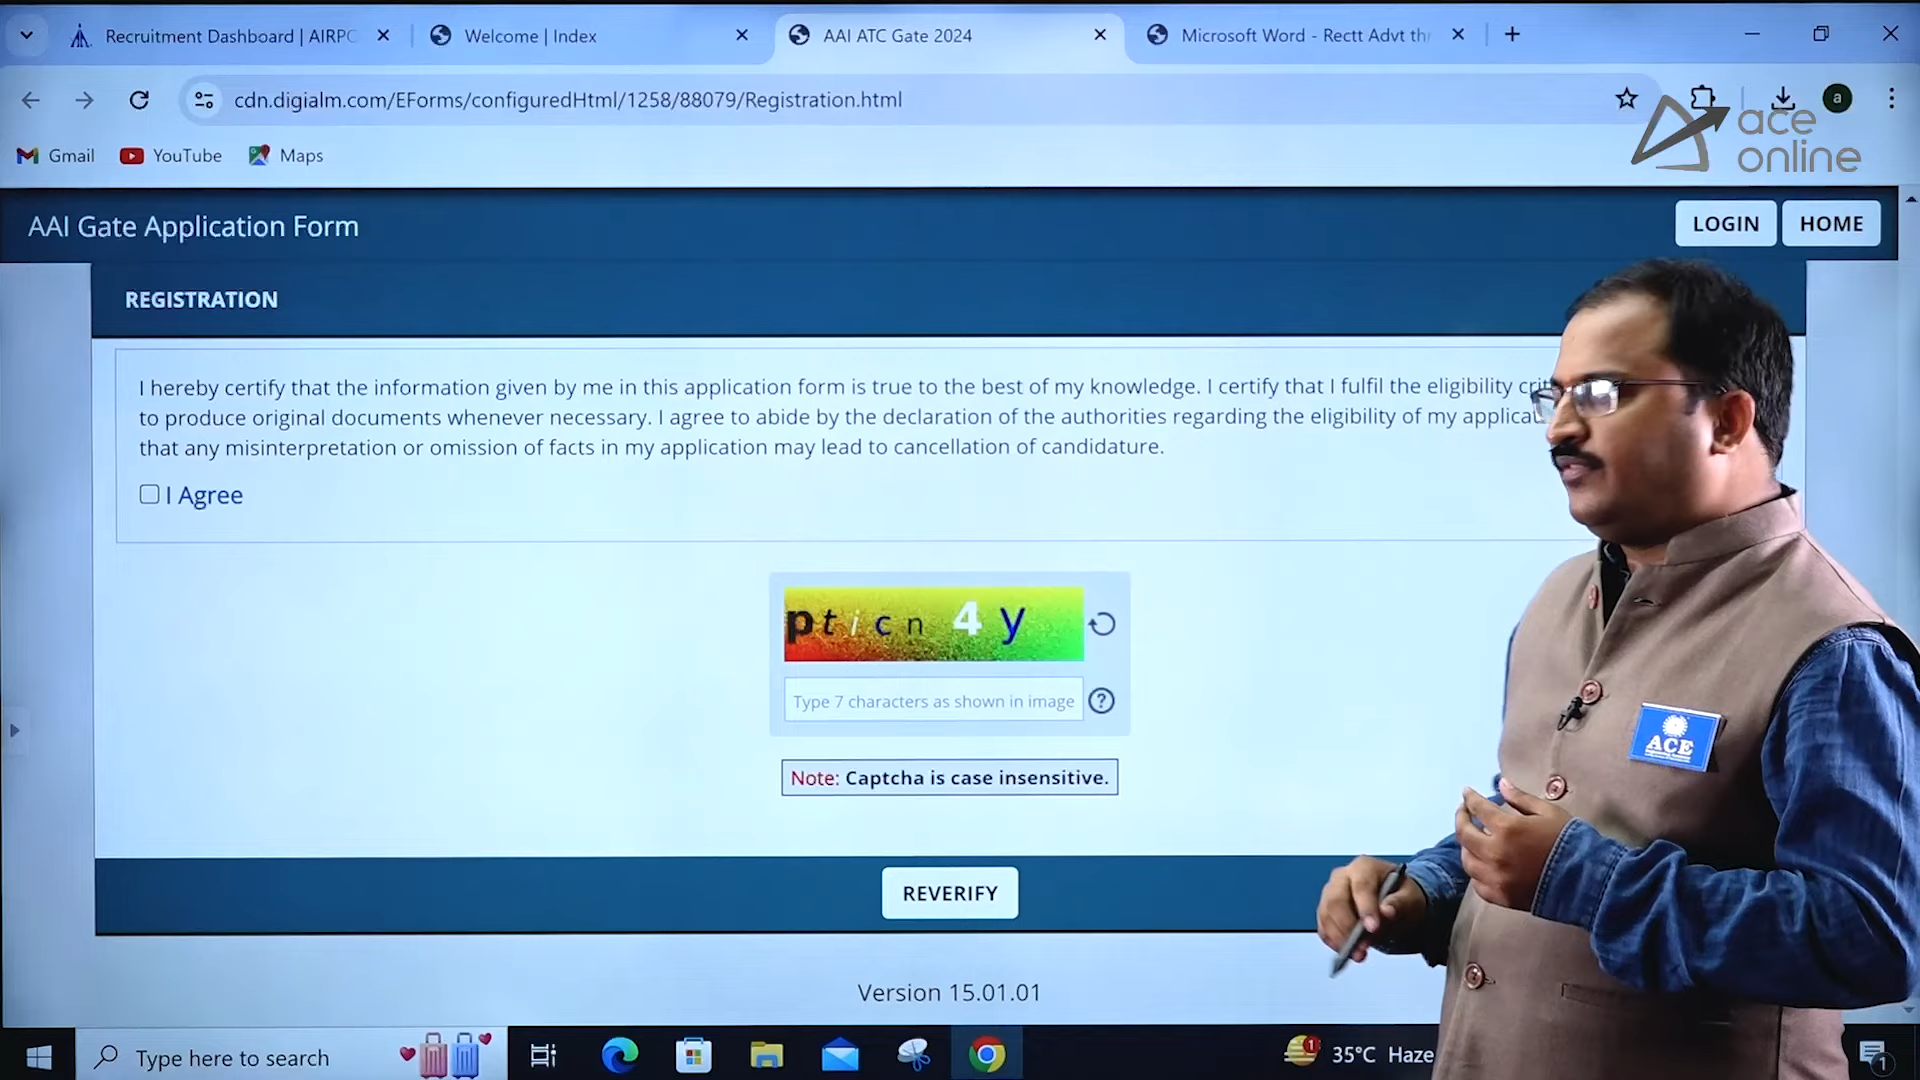 Recruitment Dashboard | AIRPO
Welcome | Index
AAI ATC Gate 2024
Microsoft Word - Rectt Advt
cdn.digialm.com/EForms/configuredHtml/1258/88079/Registration.html
a
Gmail
YouTube
Maps
ace
online
AAI Gate Application Form
LOGIN
HOME
REGISTRATION
I hereby certify that the information given by me in this application form is true to the best of my knowledge. I certify that I fulfil the eligibility
to produce original documents whenever necessary. I agree to abide by the declaration of the authorities regarding the eligibility of my
that any misinterpretation or omission of facts in my application may lead to cancellation of candidature.
I Agree
pticn4y
Type 7 characters as shown in image
Note: Captcha is case insensitive.
ACE
REVERIFY
Version 15.01.01
Type here to search
1
35°C Haze
1